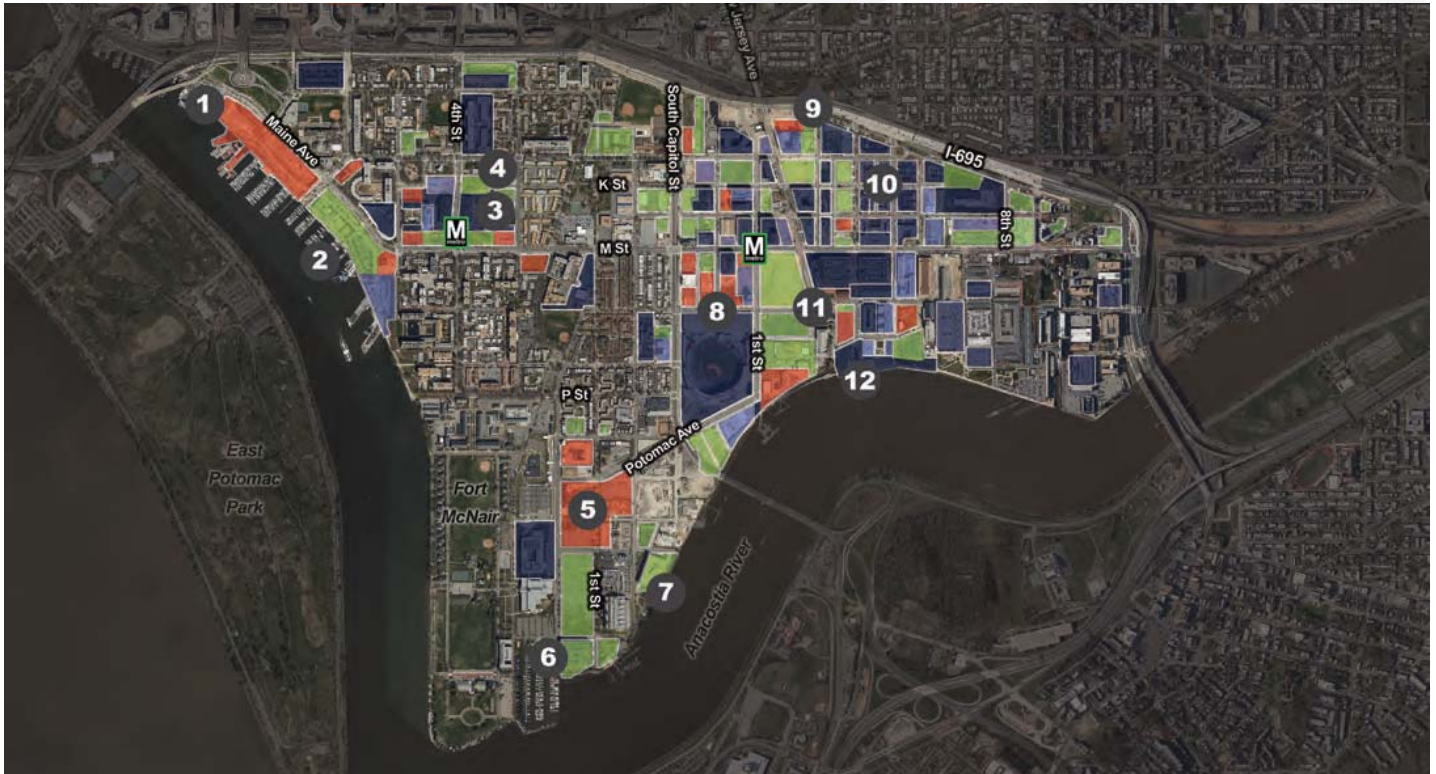 y Jersey Ave
1
Maine Ave
4th St
South Capitol St
9
I-695
4
K St
10
3
M
metro
M St
M
metro
8th St
2
8
11
1st St
12
P St
Potomac Ave
East
Potomac
Park
Fort
McNair
5
1st St
7
Anacostia River
6